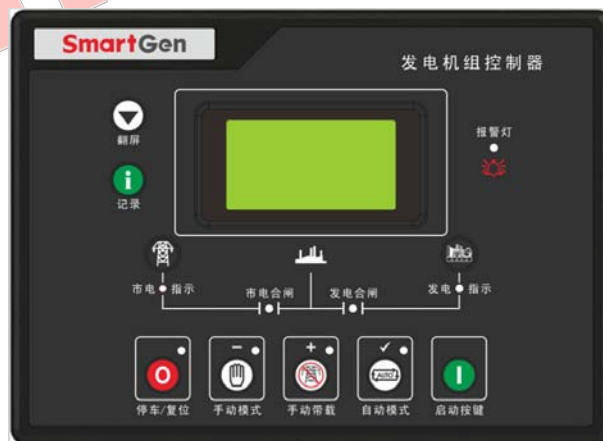 SmartGen
发电机组控制器
翻屏
报警灯
i
记录
市电 指示
市电合闸
发电合闸
发电 指示
O
−
+
✓
AUTO
I
停车/复位
手动模式
手动带载
自动模式
启动按键